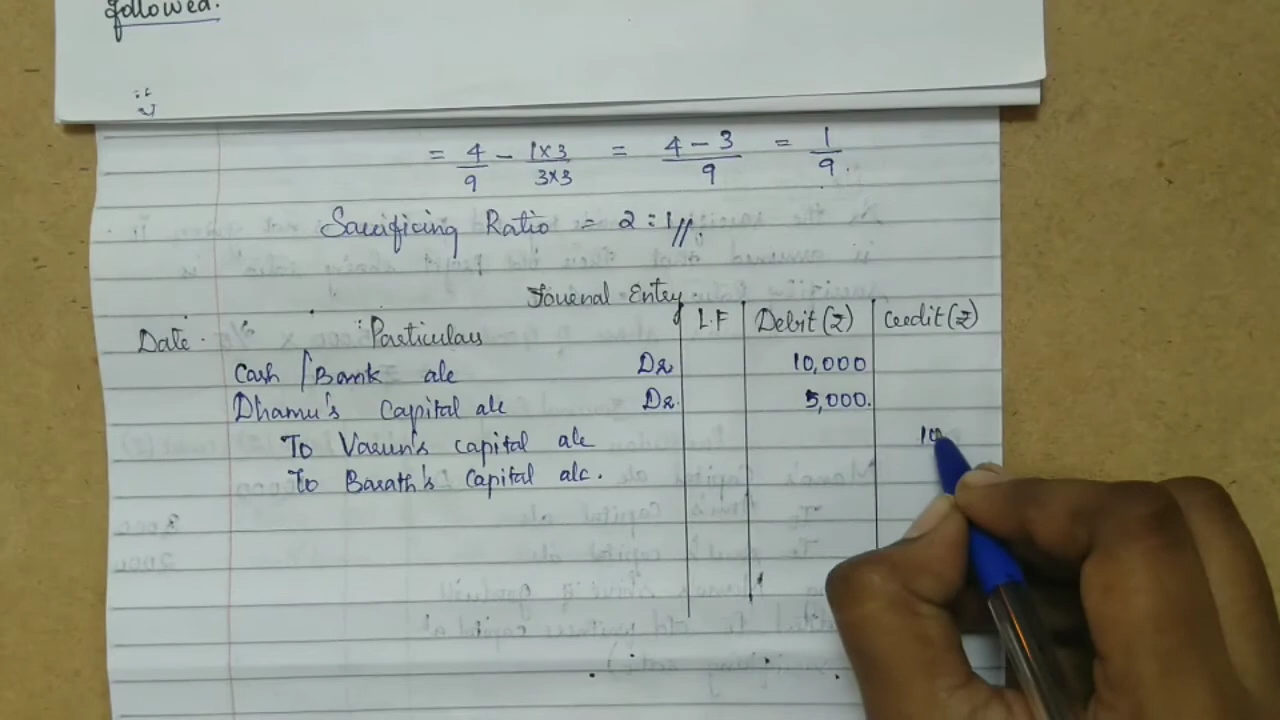 followed.
= 4/9 - 1×3/3×3 = 4-3/9 = 1/9.
Sacrificing Ratio = 2:1//.
Journal Entry
Date. Particulars L.F Debit(₹) Credit(₹)
Cash/Bank a/c Dr 10,000
Dhamu's Capital a/c Dr. 5,000.
To Varun's capital a/c 10
To Barath's Capital a/c.